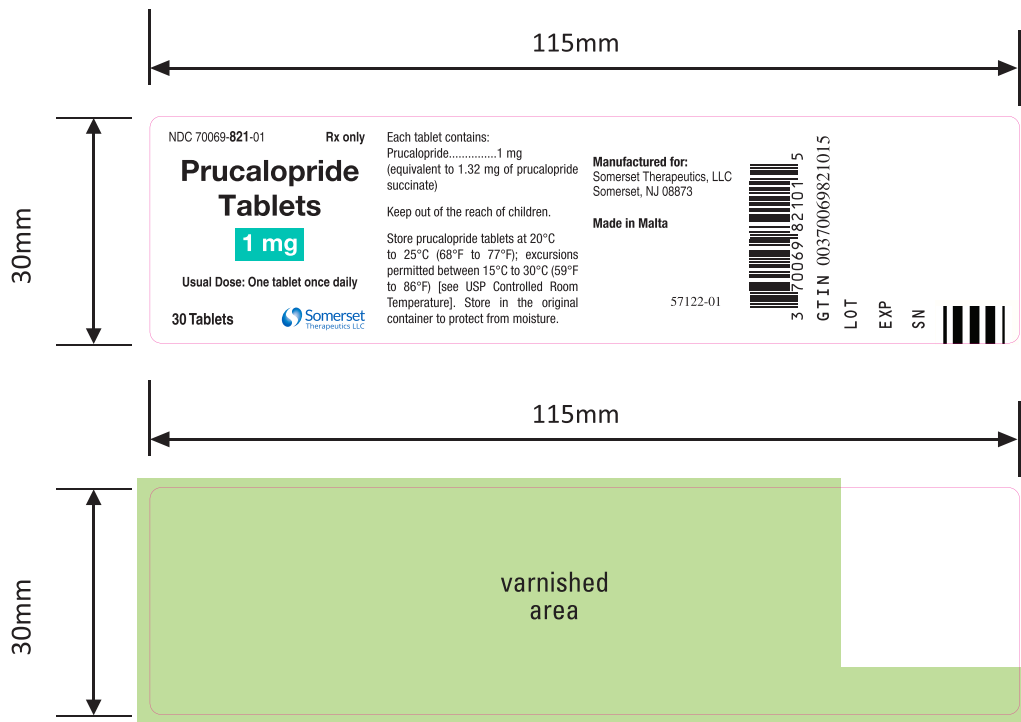 115mm
30mm
NDC 70069-821-01 Rx only
Prucalopride
Tablets
1 mg
Usual Dose: One tablet once daily
30 Tablets
Somerset
Therapeutics LLC
Each tablet contains:
Prucalopride...............1 mg
(equivalent to 1.32 mg of prucalopride
succinate)
Keep out of the reach of children.
Store prucalopride tablets at 20°C
to 25°C (68°F to 77°F); excursions
permitted between 15°C to 30°C (59°F
to 86°F) [see USP Controlled Room
Temperature]. Store in the original
container to protect from moisture.
Manufactured for:
Somerset Therapeutics, LLC
Somerset, NJ 08873
Made in Malta
57122-01
3 70069 82101 5
GTIN 00370069821015
LOT
EXP
SN
115mm
30mm
varnished
area